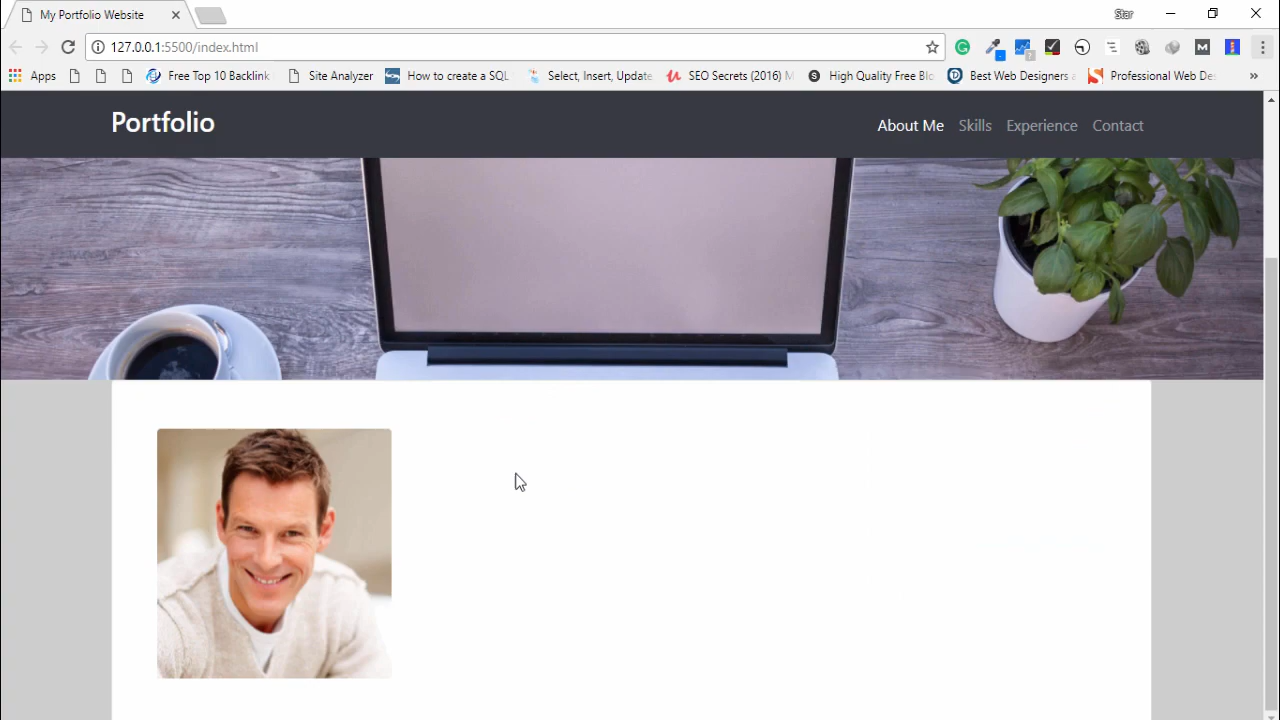 My Portfolio Website
Star
127.0.0.1:5500/index.html
Apps
Free Top 10 Backlink
Site Analyzer
How to Create a SQL
Select, Insert, Update
SEO Secrets (2016) M
S High Quality Free Blo
Best Web Designers a
Professional Web De
»
Portfolio
About Me Skills Experience Contact